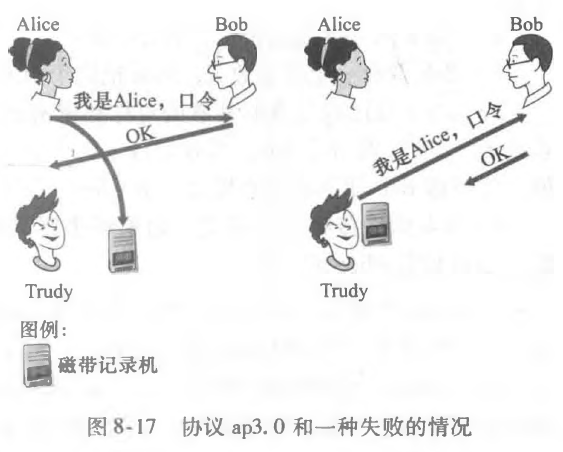 Alice
Bob
我是Alice，口令
OK
Trudy
Alice
Bob
我是Alice，口令
OK
Trudy
图例：
磁带记录机
图8-17 协议 ap3.0 和一种失败的情况